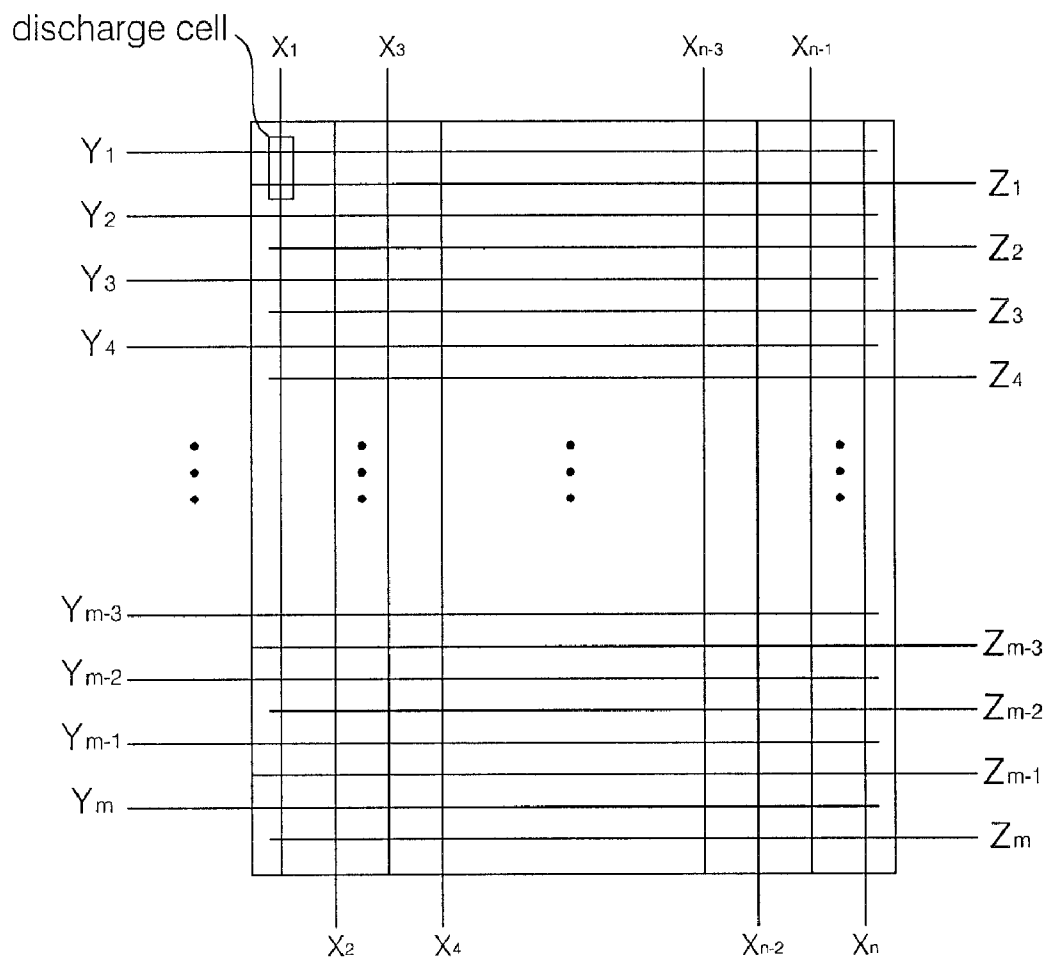 discharge cell
X1 X3 Xn-3 Xn-1
Y1
Z1
Y2
Z2
Y3
Z3
Y4
Z4
Ym-3
Zm-3
Ym-2
Zm-2
Ym-1
Zm-1
Ym
Zm
X2 X4 Xn-2 Xn